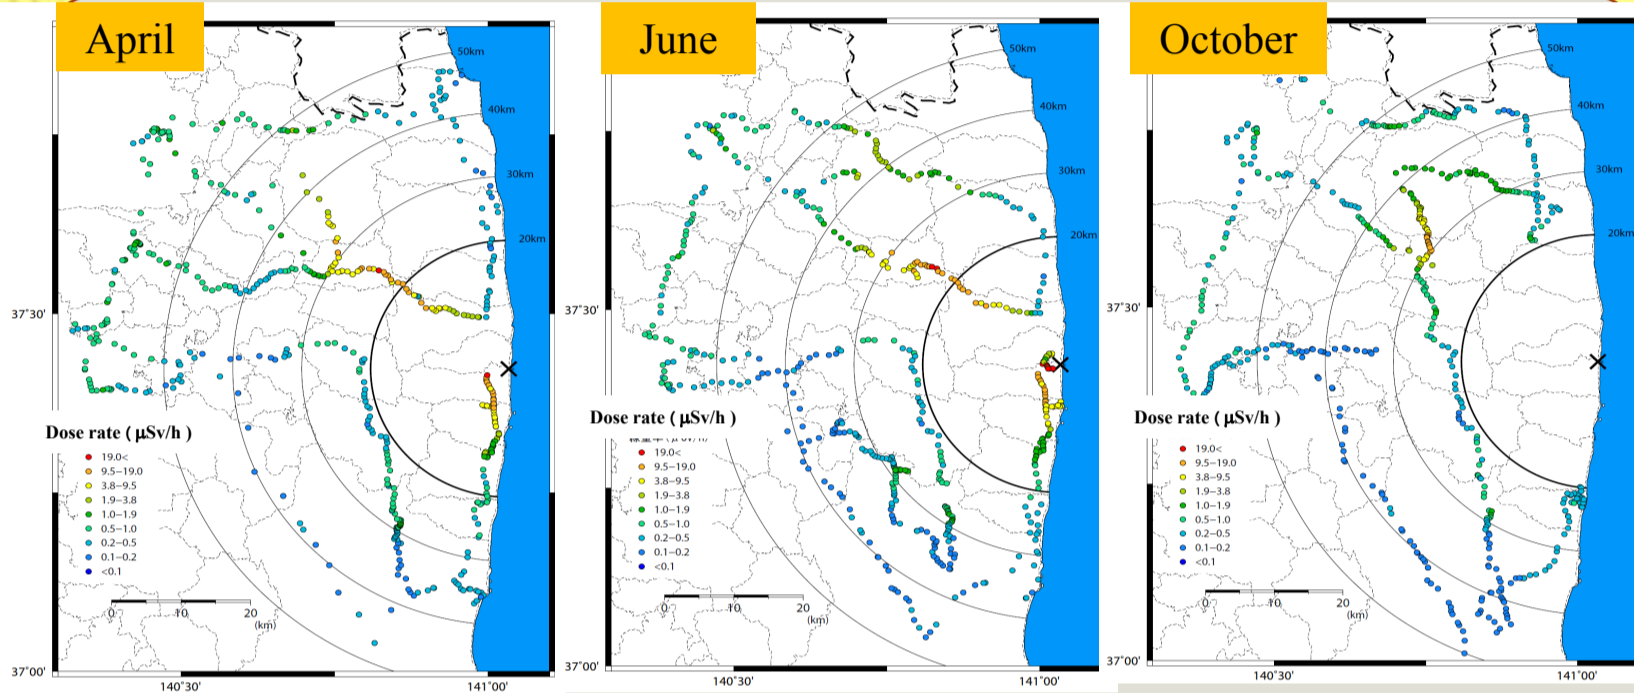 April
50km
40km
30km
20km
37°30'
Dose rate ( μSv/h )
19.0<
9.5–19.0
3.8–9.5
1.9–3.8
1.0–1.9
0.5–1.0
0.2–0.5
0.1–0.2
<0.1
0 10 20
(km)
37°00'
140°30' 141°00'
June
50km
40km
30km
20km
37°30'
Dose rate ( μSv/h )
19.0<
9.5–19.0
3.8–9.5
1.9–3.8
1.0–1.9
0.5–1.0
0.2–0.5
0.1–0.2
<0.1
0 10 20
(km)
37°00'
140°30' 141°00'
October
50km
40km
30km
20km
37°30'
Dose rate ( μSv/h )
19.0<
9.5–19.0
3.8–9.5
1.9–3.8
1.0–1.9
0.5–1.0
0.2–0.5
0.1–0.2
<0.1
0 10 20
(km)
37°00'
140°30' 141°00'